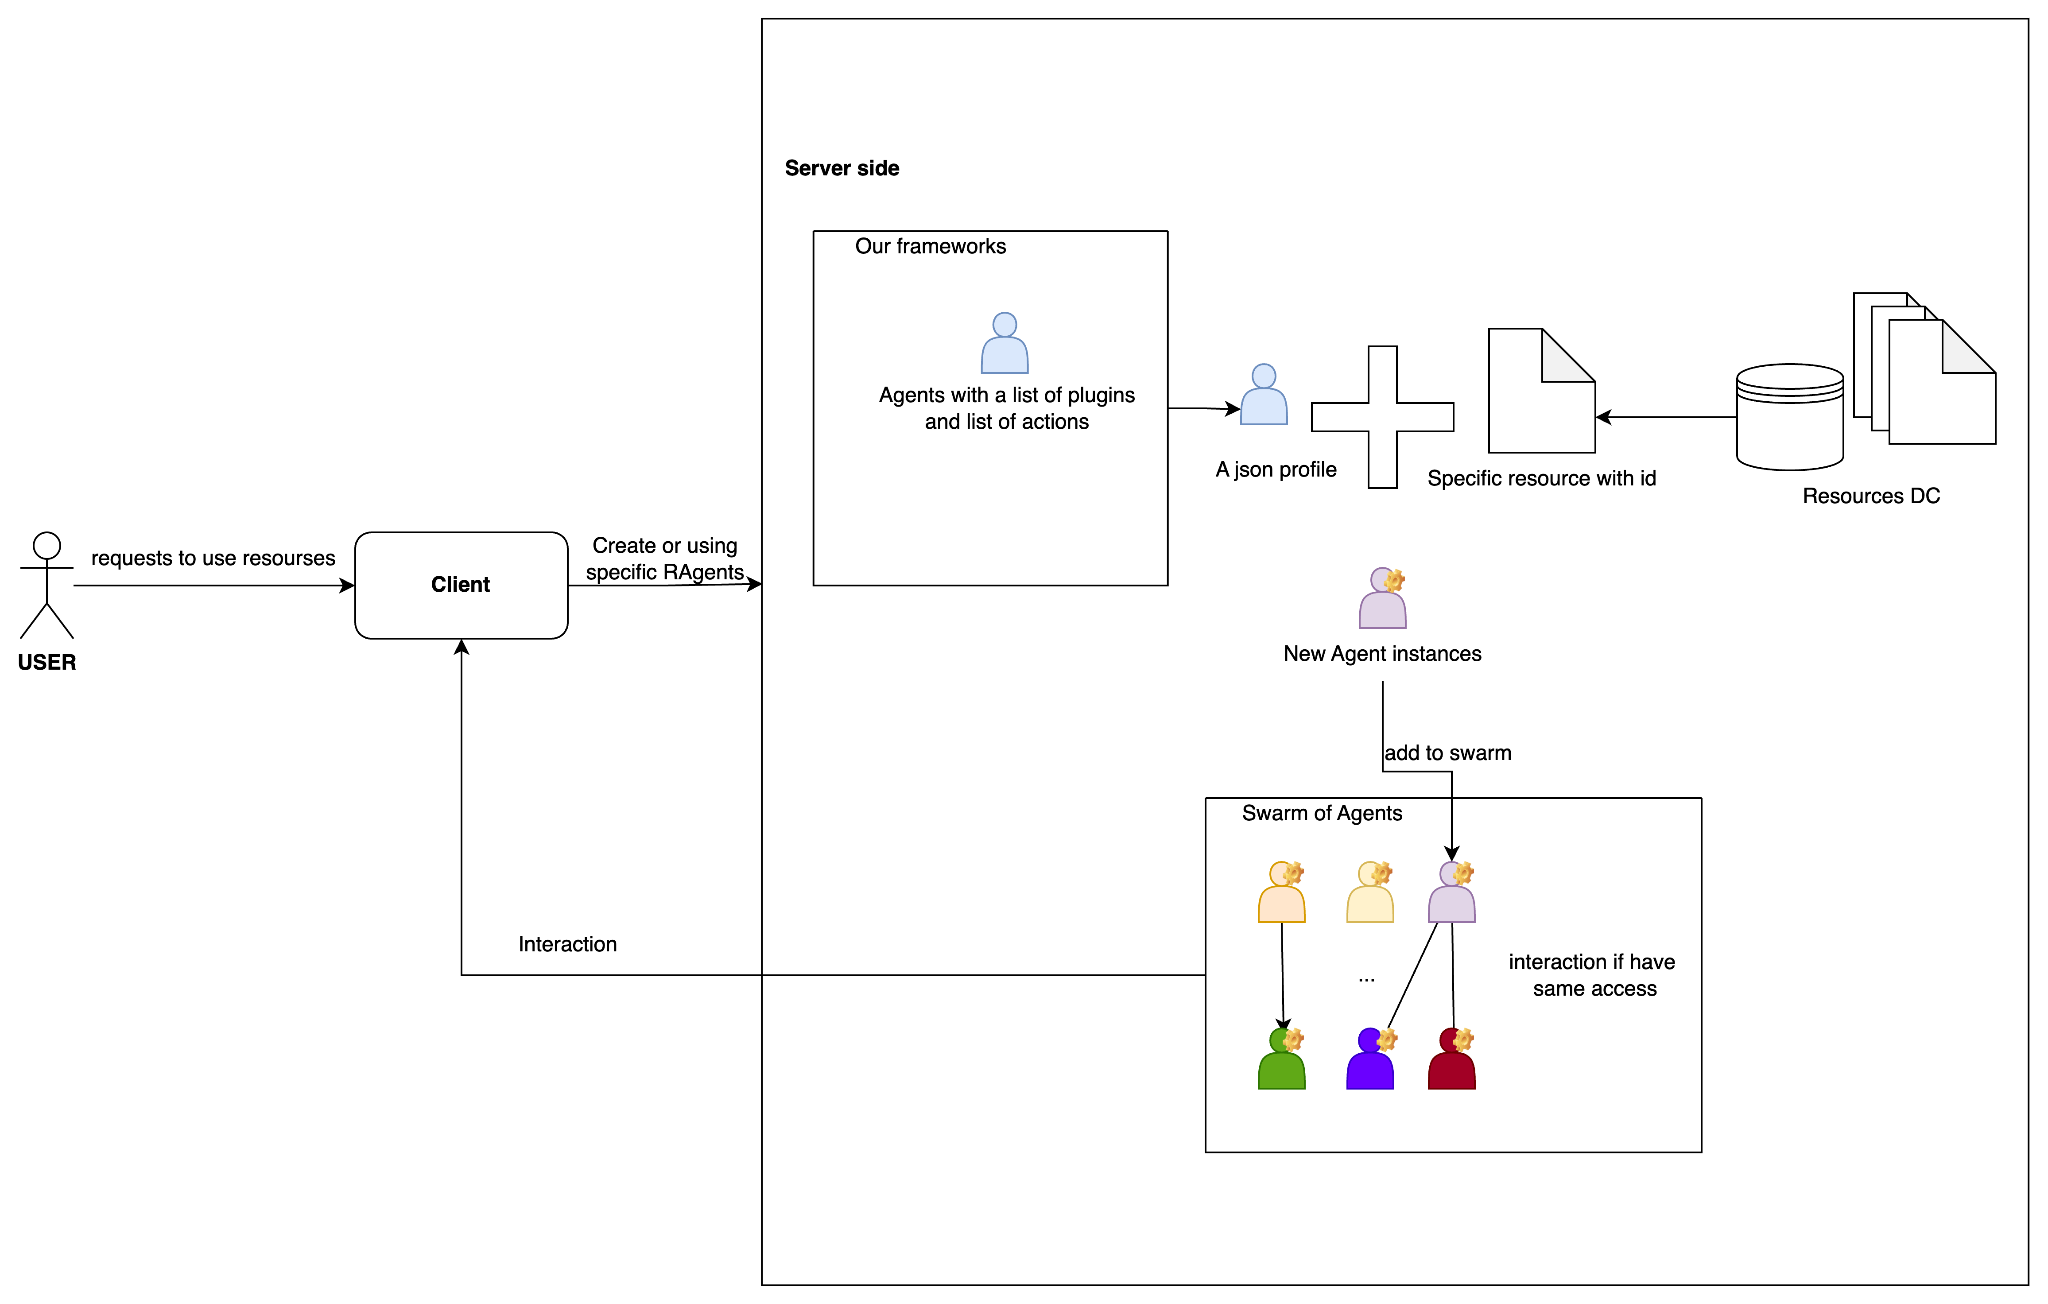 Server side
Our frameworks
Agents with a list of plugins
and list of actions
A json profile
Specific resource with id
Resources DC
requests to use resourses
Client
Create or using
specific RAgents
USER
New Agent instances
add to swarm
Swarm of Agents
Interaction
...
interaction if have
same access